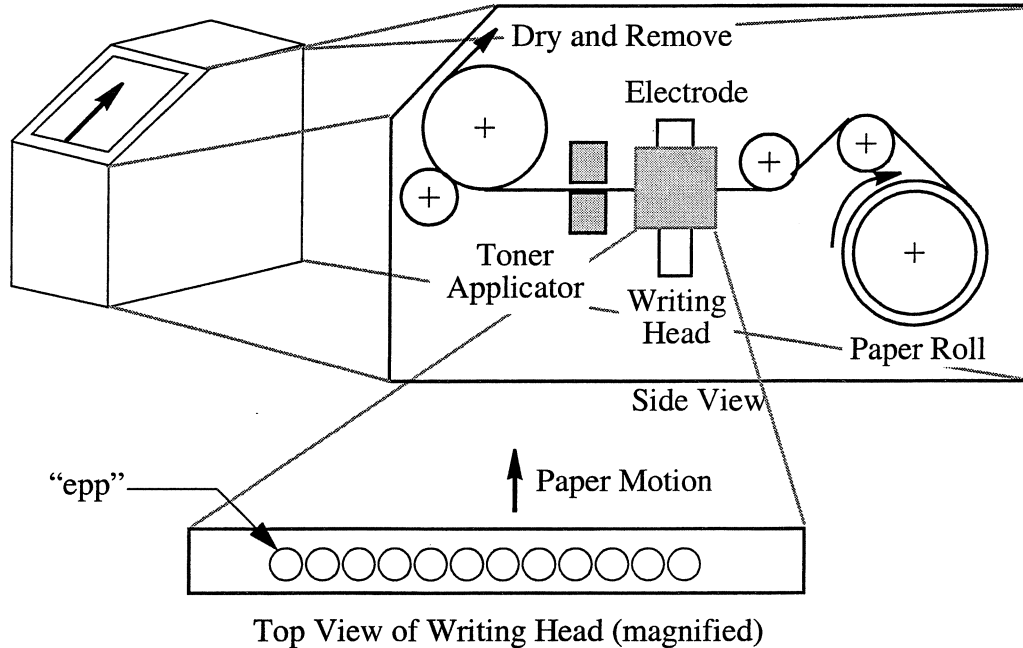 Dry and Remove
Electrode
Toner
Applicator
Writing
Head
Paper Roll
Side View
“epp”
Paper Motion
Top View of Writing Head (magnified)